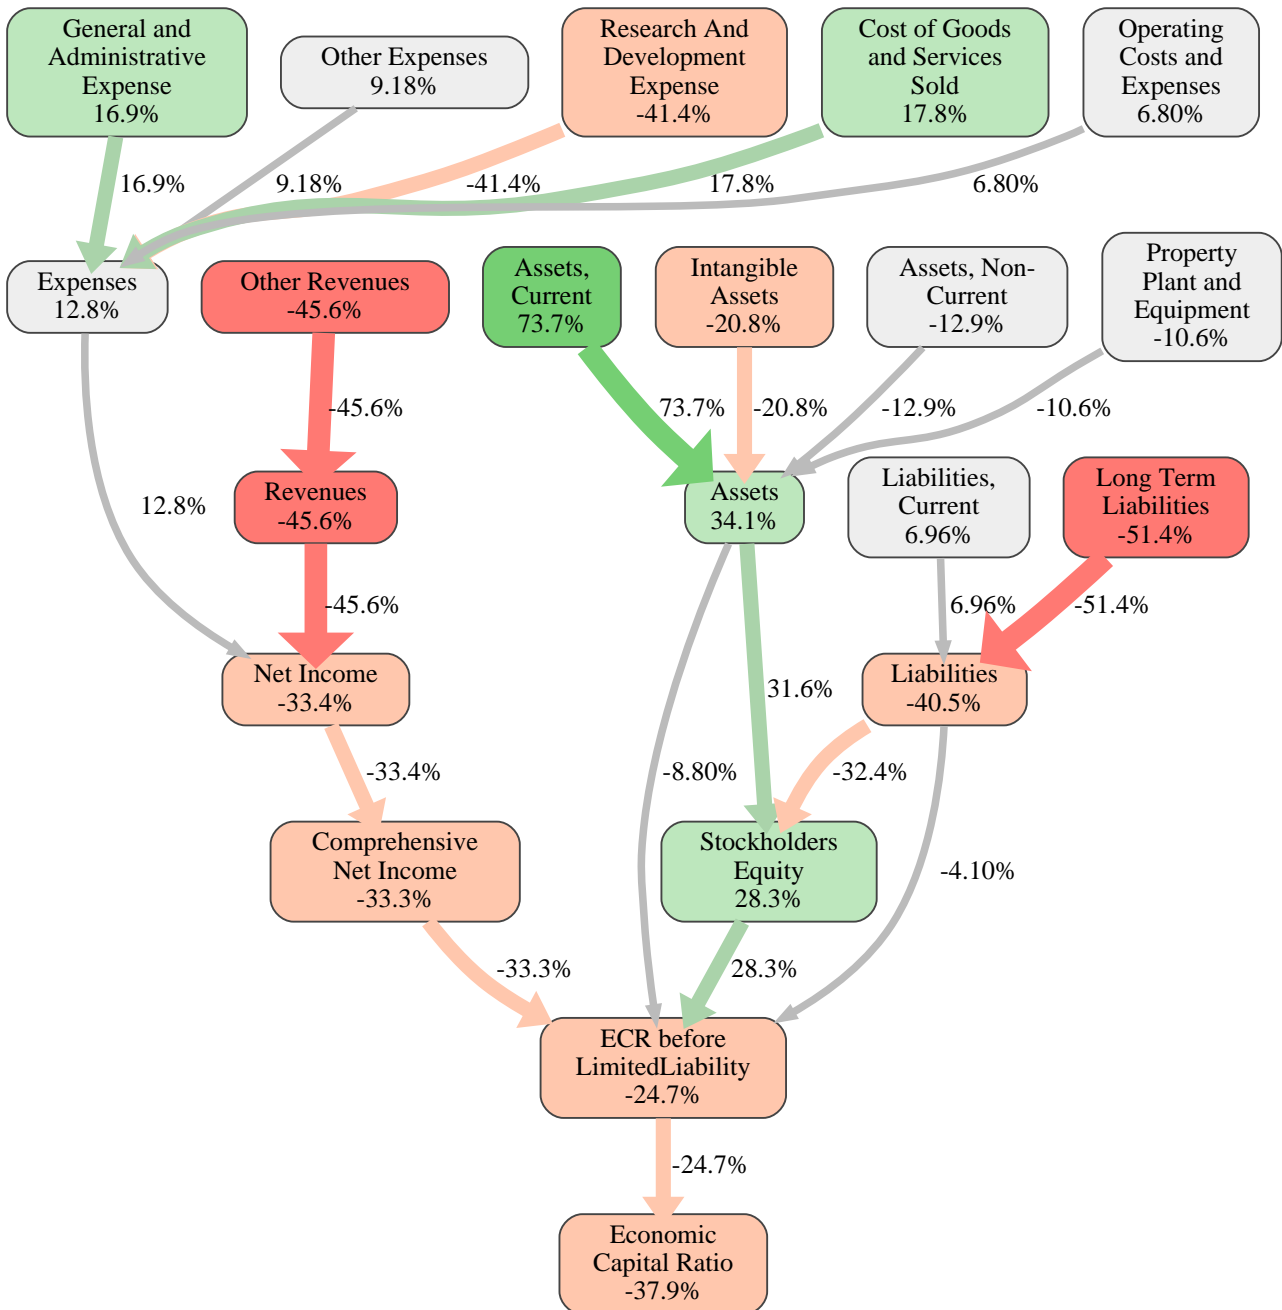 General and
Administrative
Expense
16.9%
Other Expenses
9.18%
Research And
Development
Expense
-41.4%
Cost of Goods
and Services
Sold
17.8%
Operating
Costs and
Expenses
6.80%
16.9%
9.18%
-41.4%
17.8%
6.80%
Expenses
12.8%
Other Revenues
-45.6%
Assets,
Current
73.7%
Intangible
Assets
-20.8%
Assets, Non-
Current
-12.9%
Property
Plant and
Equipment
-10.6%
-45.6%
73.7%
-20.8%
-12.9%
-10.6%
12.8%
Revenues
-45.6%
Assets
34.1%
Liabilities,
Current
6.96%
Long Term
Liabilities
-51.4%
-45.6%
6.96%
-51.4%
Net Income
-33.4%
31.6%
Liabilities
-40.5%
-33.4%
-8.80%
-32.4%
Comprehensive
Net Income
-33.3%
Stockholders
Equity
28.3%
-4.10%
-33.3%
28.3%
ECR before
LimitedLiability
-24.7%
-24.7%
Economic
Capital Ratio
-37.9%